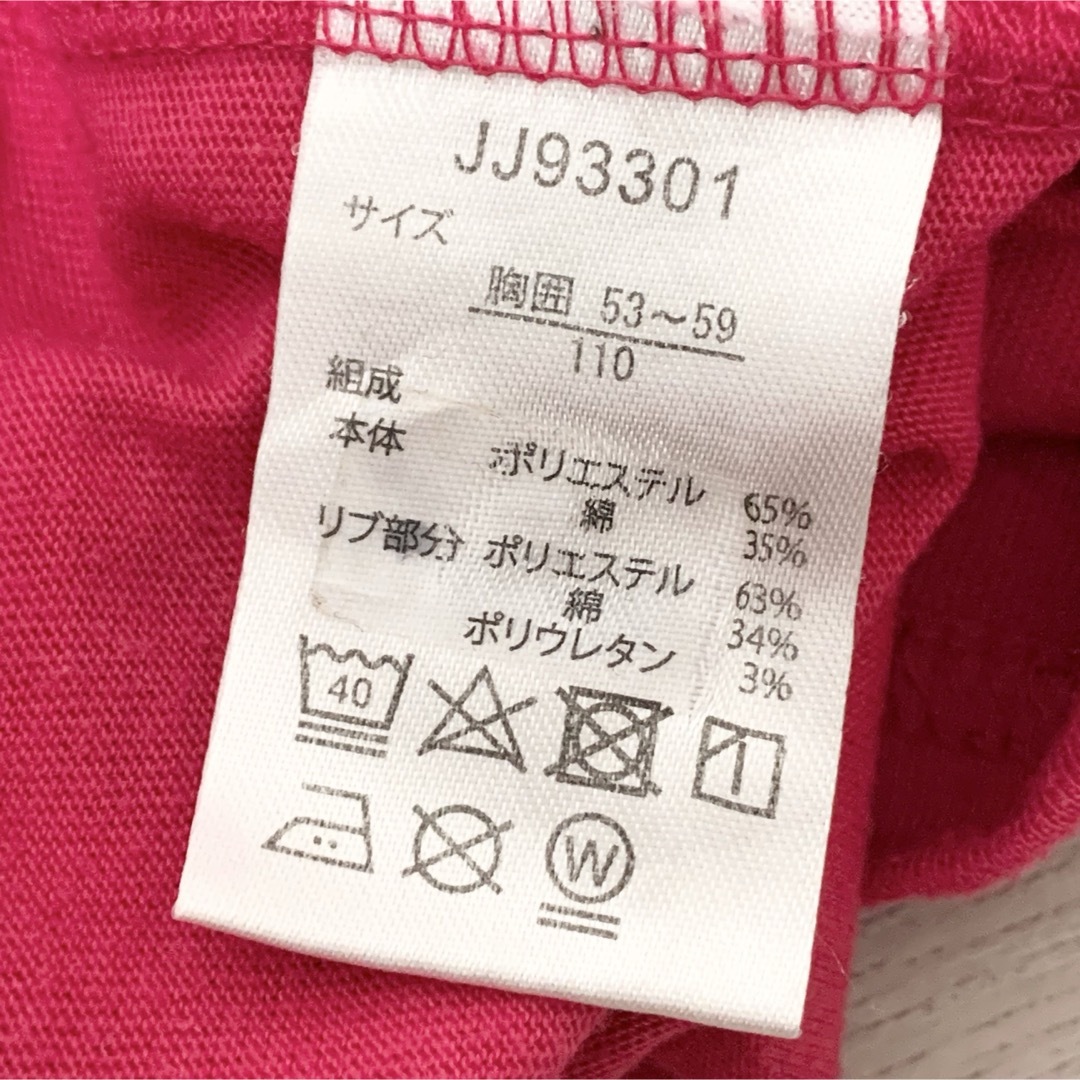 JJ93301
サイズ
胸囲 53～59
110
組成
本体 ポリエステル 65%
綿 35%
リブ部分 ポリエステル 63%
綿 34%
ポリウレタン 3%
40
W